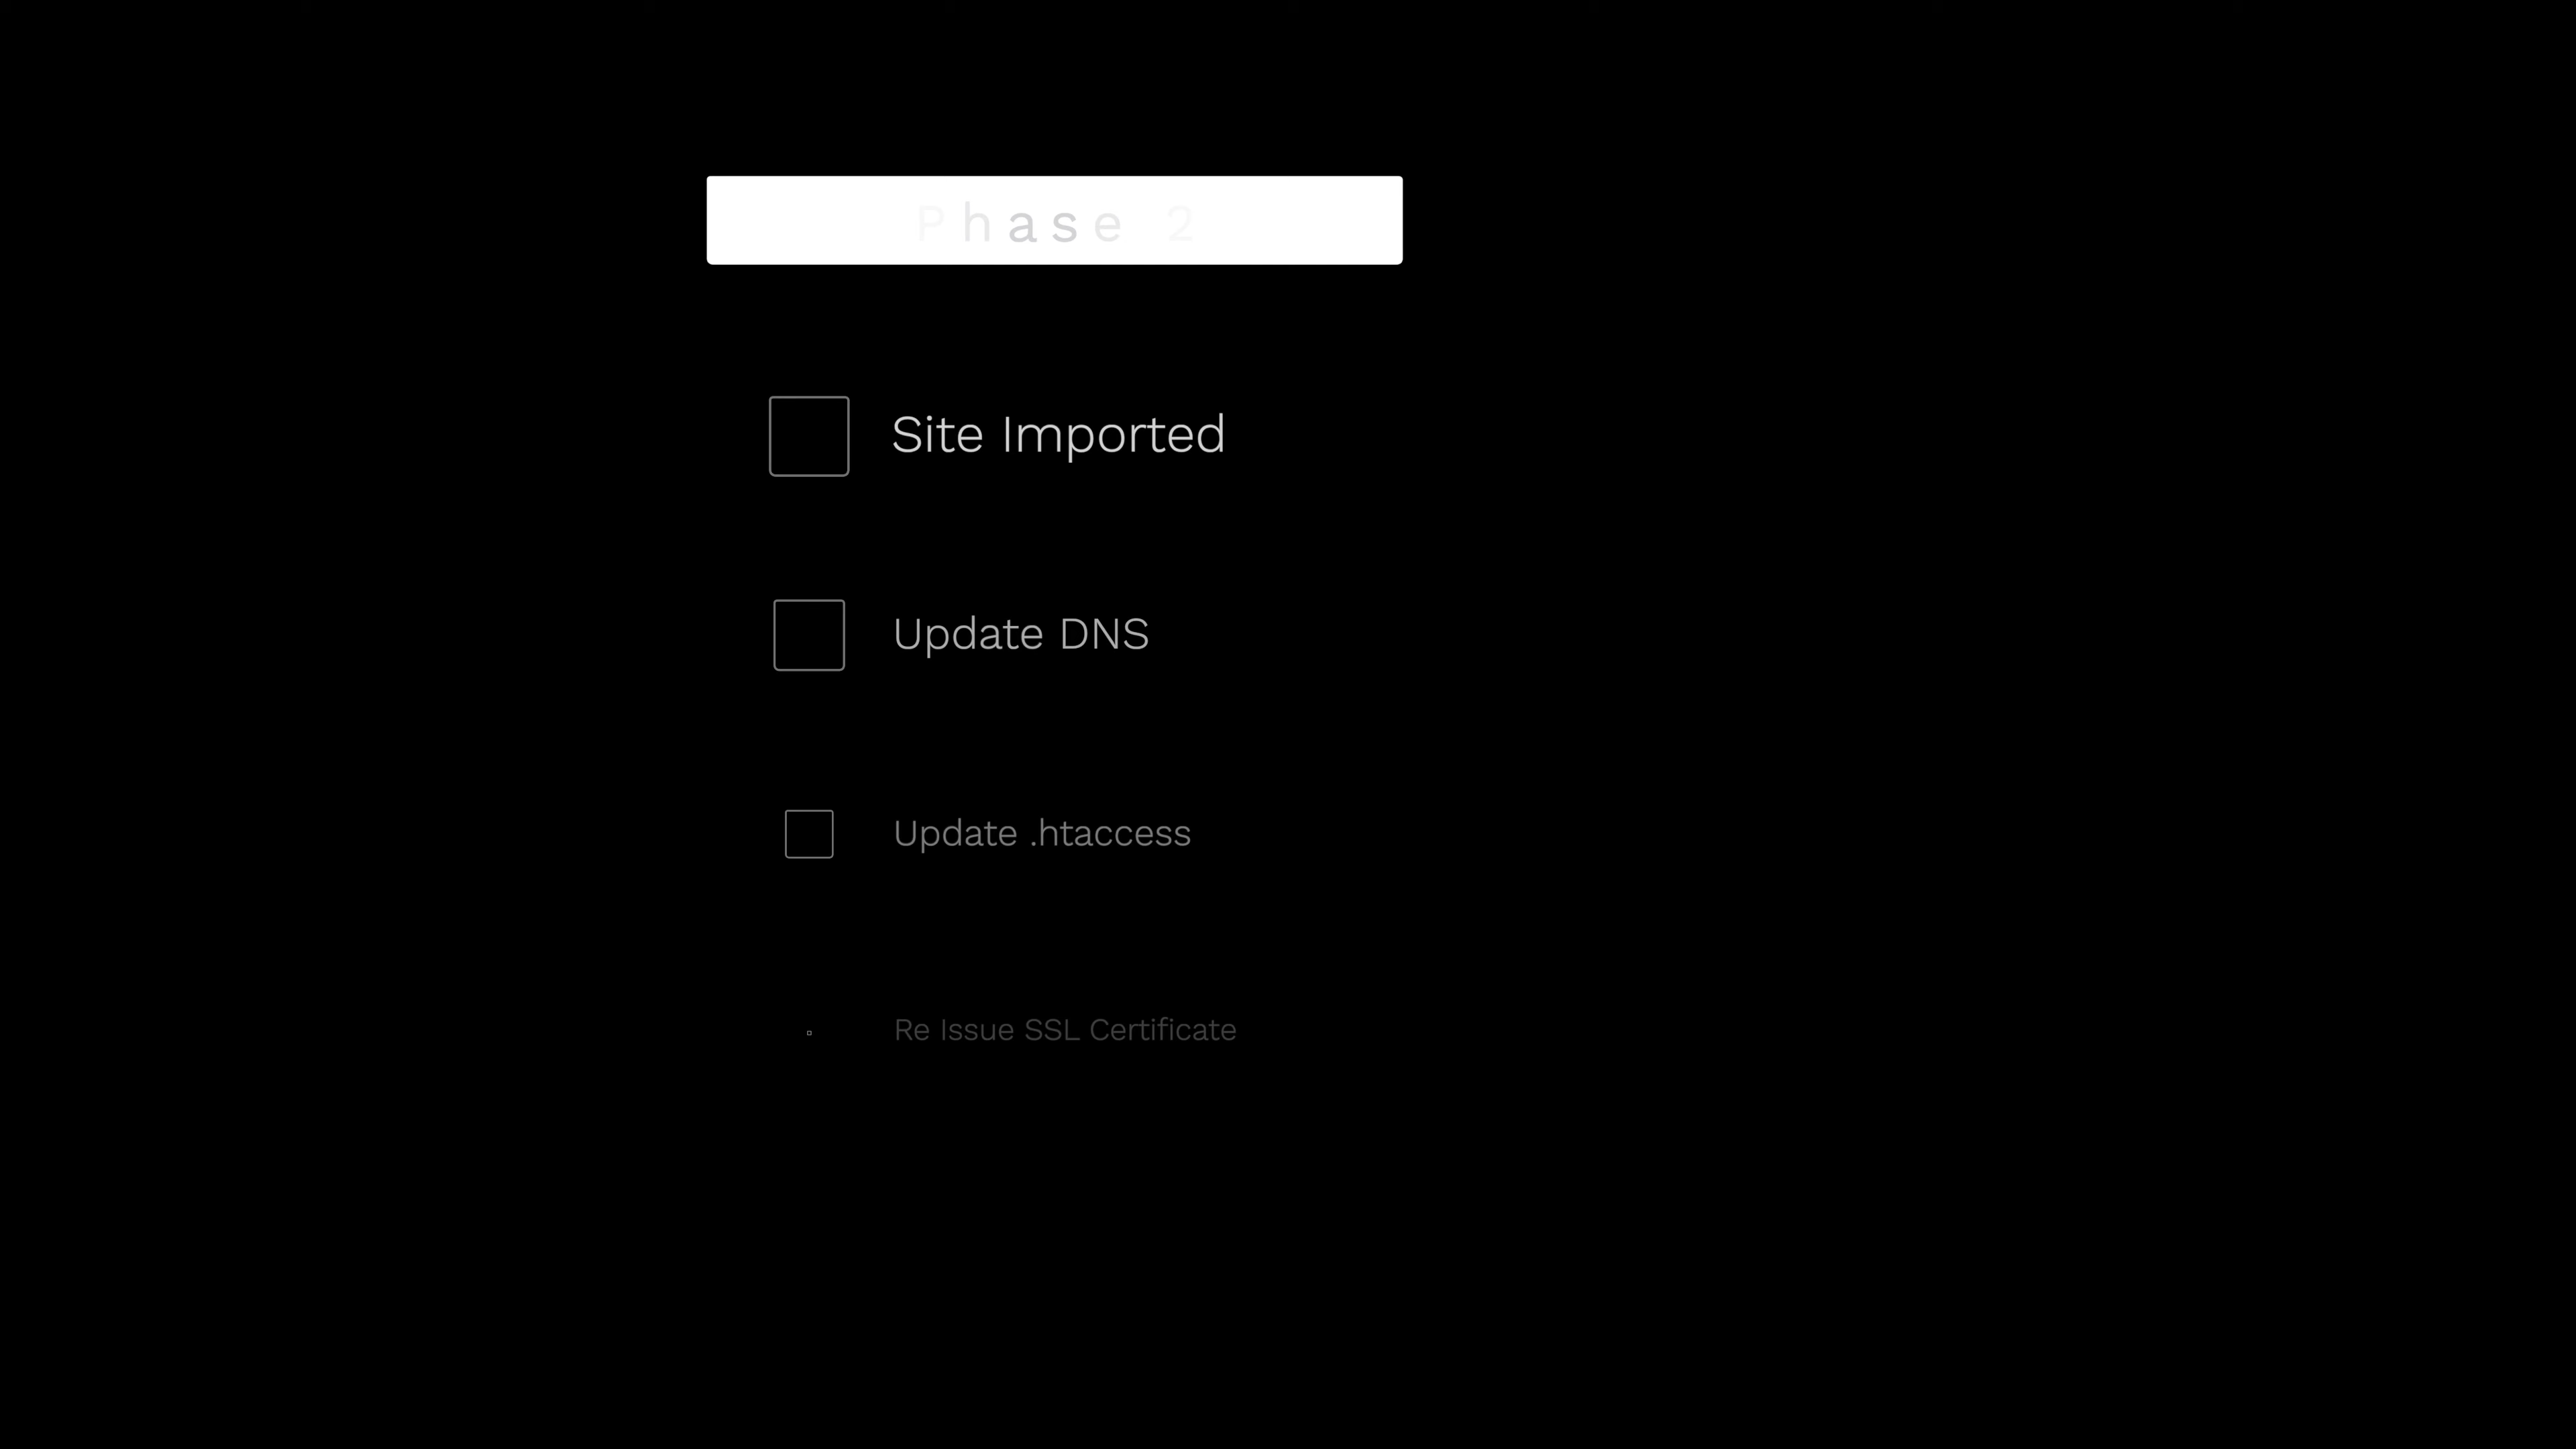 Phase 2
Site Imported
Update DNS
Update .htaccess
Re Issue SSL Certificate